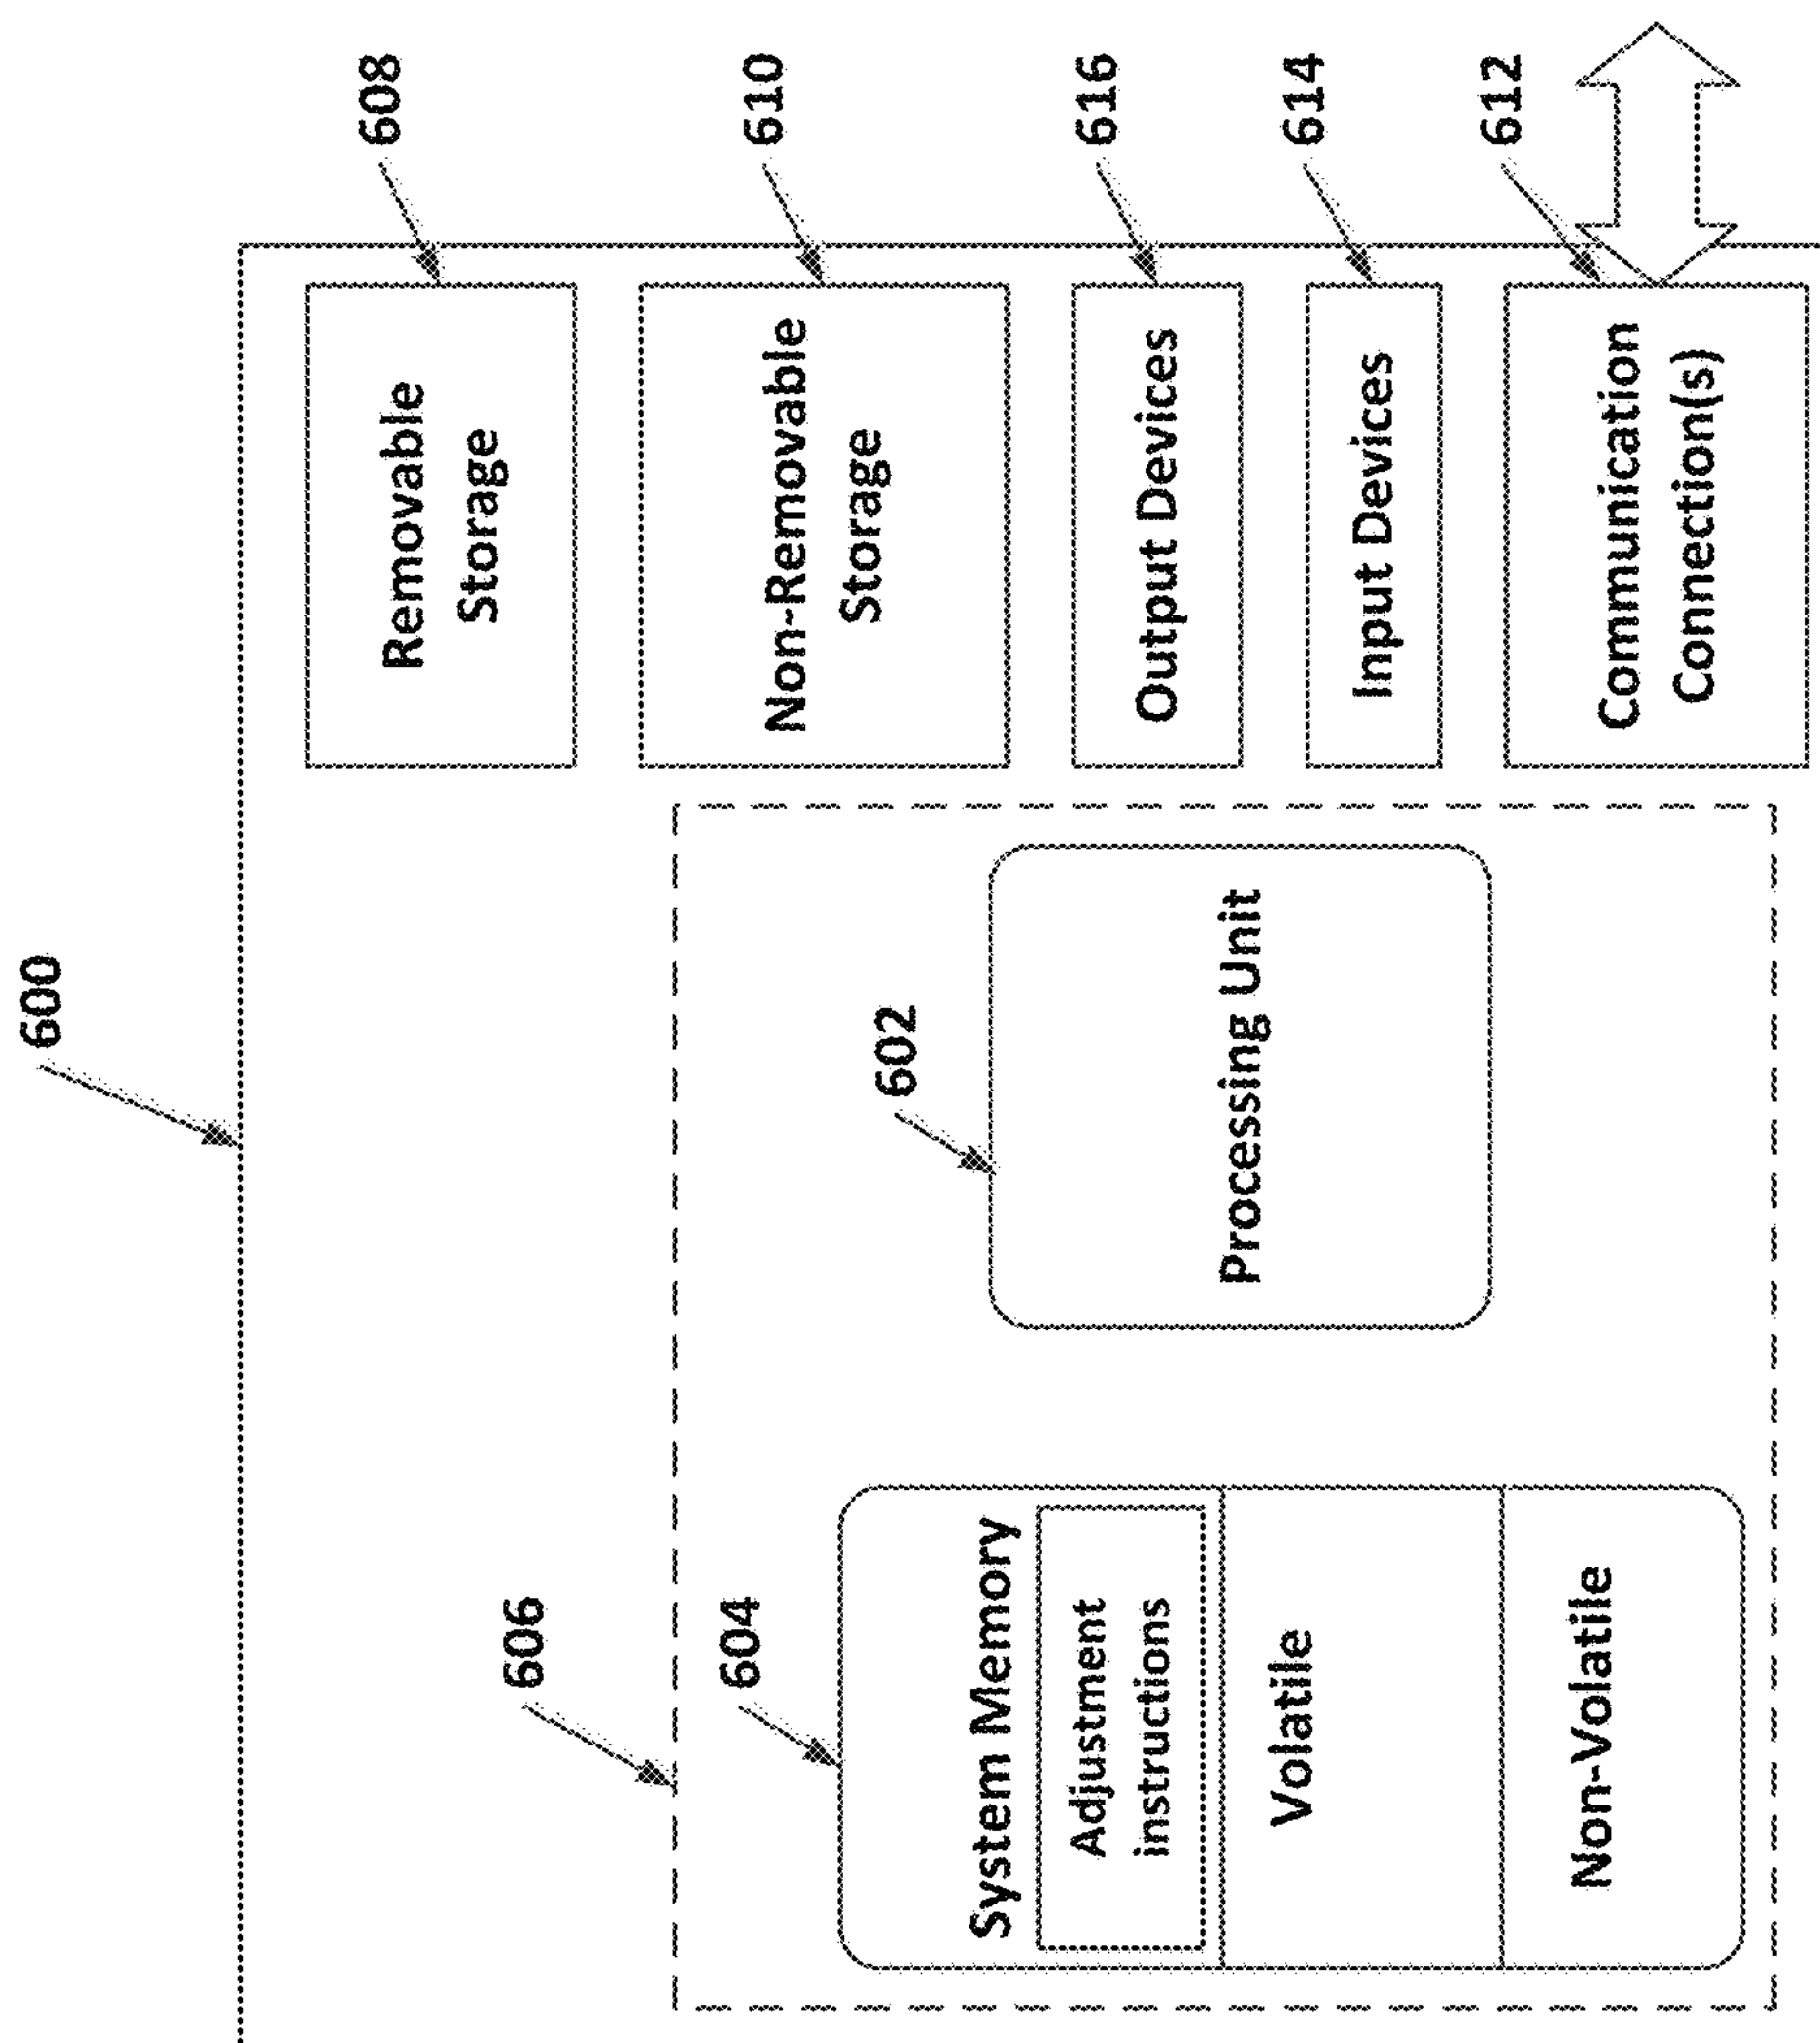 600
606
604
System Memory
Adjustment
instructions
Volatile
Non-Volatile
602
Processing Unit
608
Removable
Storage
610
Non-Removable
Storage
616
Output Devices
614
Input Devices
612
Communication
Connection(s)